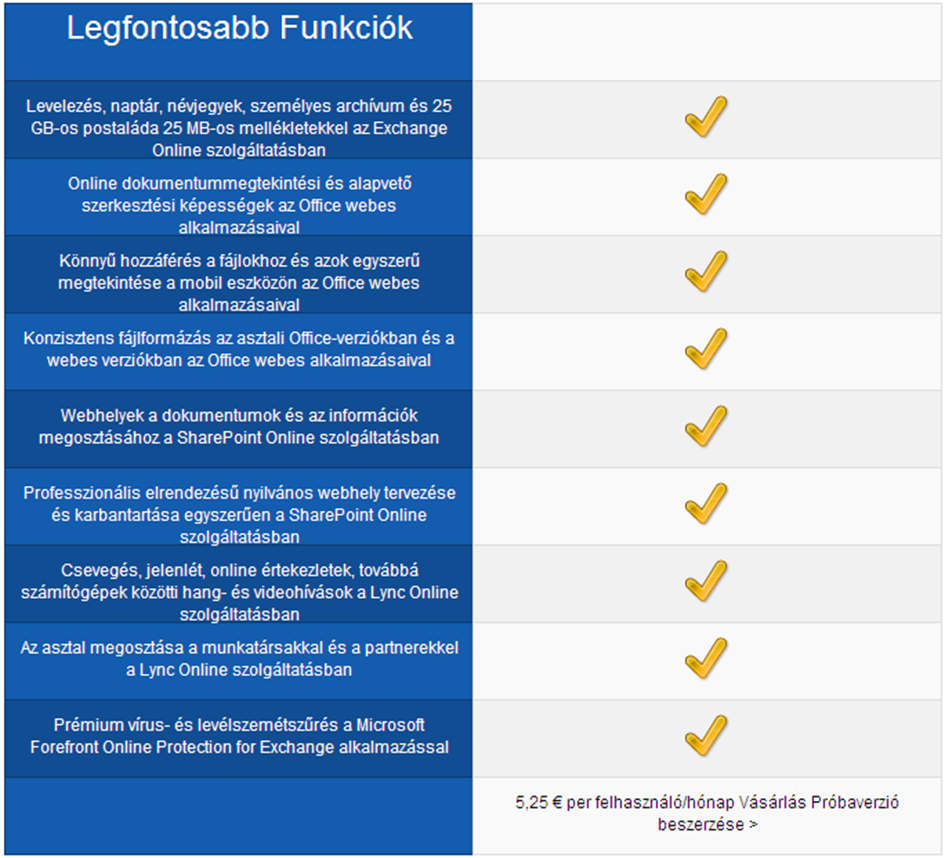 Legfontosabb Funkciók
Levelezés, naptár, névjegyek, személyes archívum és 25
GB-os postaláda 25 MB-os mellékletekkel az Exchange
Online szolgáltatásban
Online dokumentummegtekintési és alapvető
szerkesztési képességek az Office webes
alkalmazásaival
Könnyű hozzáférés a fájlokhoz és azok egyszerű
megtekintése a mobil eszközön az Office webes
alkalmazásaival
Konzisztens fájlformázás az asztali Office-verziókban és a
webes verziókban az Office webes alkalmazásaival
Webhelyek a dokumentumok és az információk
megosztásához a SharePoint Online szolgáltatásban
Professzionális elrendezésű nyilvános webhely tervezése
és karbantartása egyszerűen a SharePoint Online
szolgáltatásban
Csevegés, jelenlét, online értekezletek, továbbá
számítógépek közötti hang- és videohívások a Lync Online
szolgáltatásban
Az asztal megosztása a munkatársakkal és a partnerekkel
a Lync Online szolgáltatásban
Prémium vírus- és levélszemétszűrés a Microsoft
Forefront Online Protection for Exchange alkalmazással
5,25 € per felhasználó/hónap Vásárlás Próbaverzió
beszerzése >